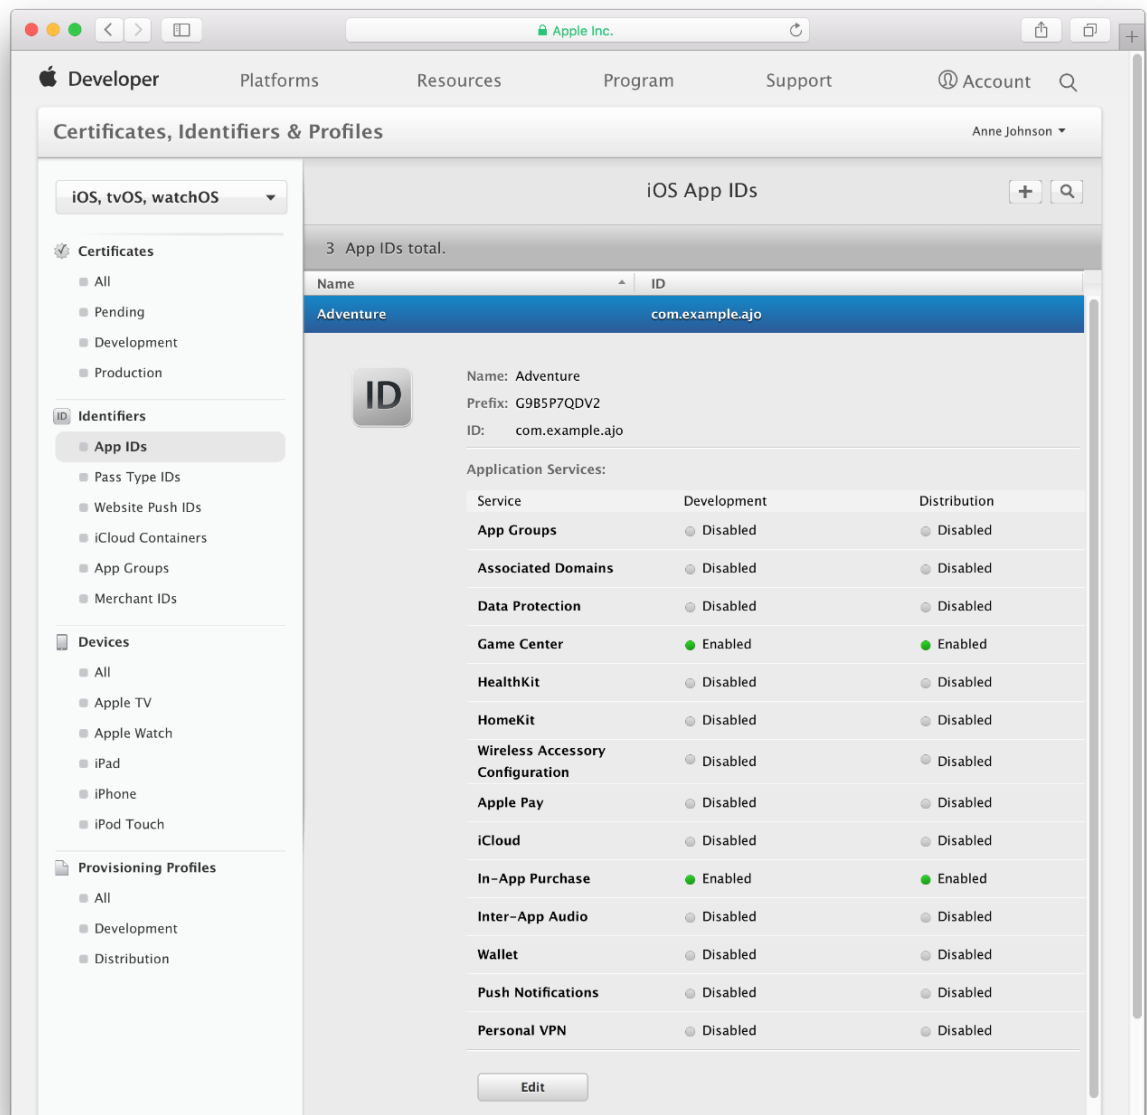 Apple Inc.
Developer Platforms Resources Program Support Account
Certificates, Identifiers & Profiles Anne Johnson
iOS, tvOS, watchOS
Certificates
All
Pending
Development
Production
ID Identifiers
App IDs
Pass Type IDs
Website Push IDs
iCloud Containers
App Groups
Merchant IDs
Devices
All
Apple TV
Apple Watch
iPad
iPhone
iPod Touch
Provisioning Profiles
All
Development
Distribution
iOS App IDs
3 App IDs total.
Name ID
Adventure com.example.ajo
ID
Name: Adventure
Prefix: G9B5P7QDV2
ID: com.example.ajo
Application Services:
Service Development Distribution
App Groups Disabled Disabled
Associated Domains Disabled Disabled
Data Protection Disabled Disabled
Game Center Enabled Enabled
HealthKit Disabled Disabled
HomeKit Disabled Disabled
Wireless Accessory
Configuration Disabled Disabled
Apple Pay Disabled Disabled
iCloud Disabled Disabled
In-App Purchase Enabled Enabled
Inter-App Audio Disabled Disabled
Wallet Disabled Disabled
Push Notifications Disabled Disabled
Personal VPN Disabled Disabled
Edit